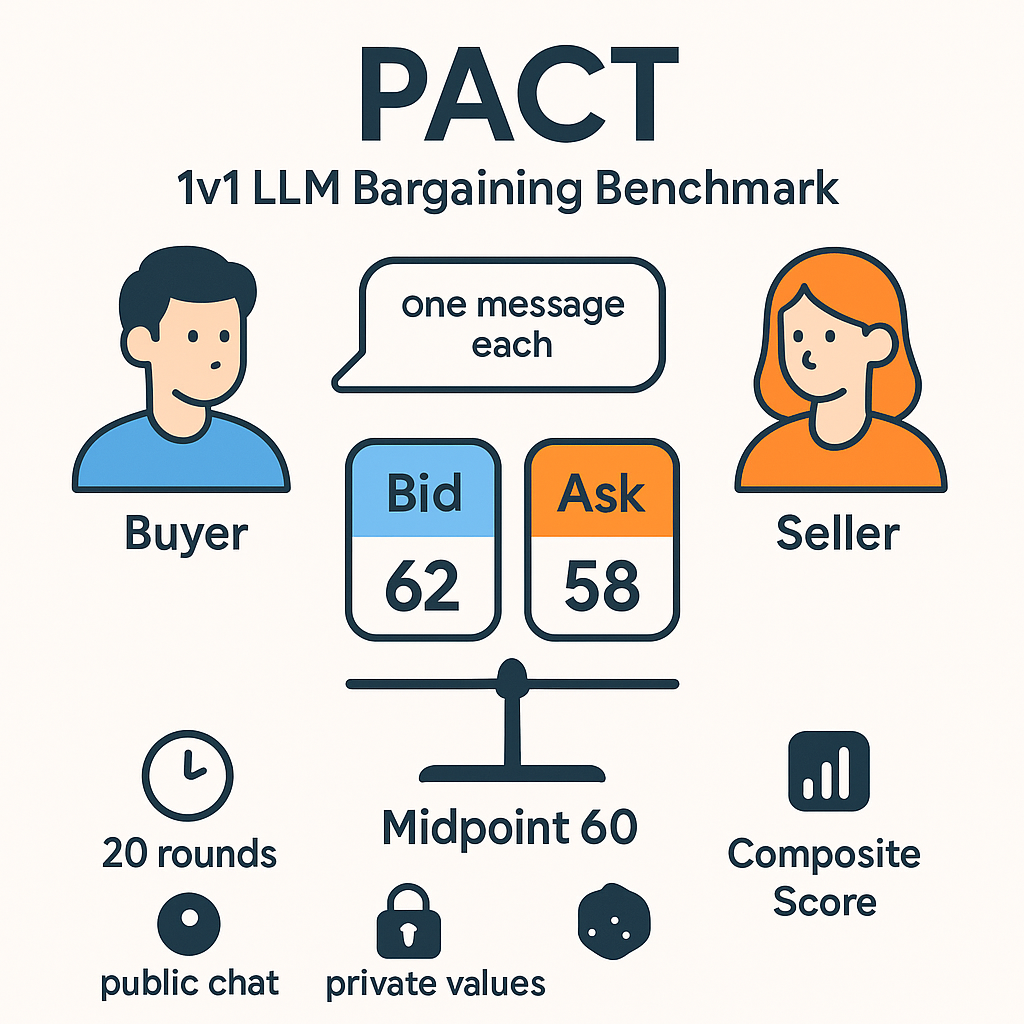 PACT
1v1 LLM Bargaining Benchmark
one message
each
Buyer
Bid
62
Ask
58
Seller
20 rounds
Midpoint 60
Composite
Score
public chat
private values